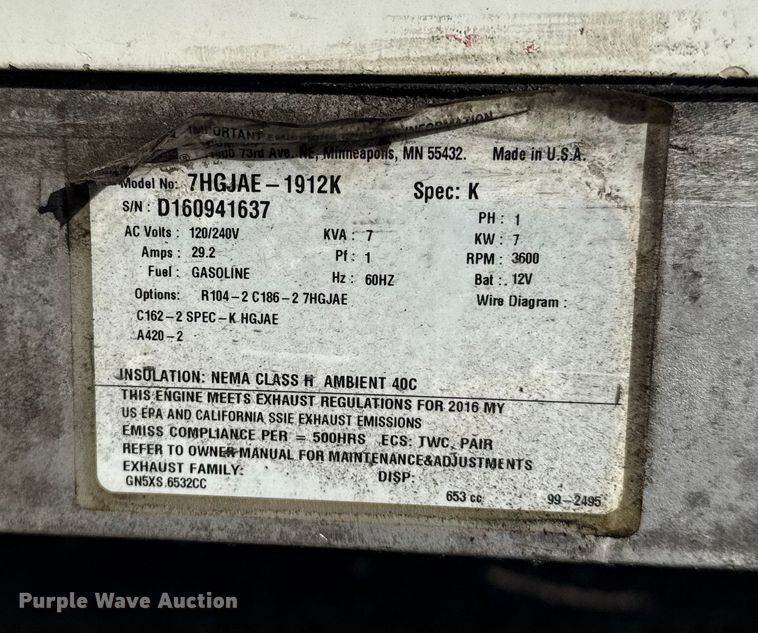 IMPORTANT INFORMATION
73rd Ave. NE, Minneapolis, MN 55432. Made in U.S.A.
Model No: 7HGJAE-1912K Spec: K
S/N: D160941637 PH: 1
AC Volts: 120/240V KVA: 7 KW: 7
Amps: 29.2 Pf: 1 RPM: 3600
Fuel: GASOLINE Hz: 60HZ Bat: 12V
Options: R104-2 C186-2 7HGJAE Wire Diagram:
C162-2 SPEC-K HGJAE
A420-2
INSULATION: NEMA CLASS H AMBIENT 40C
THIS ENGINE MEETS EXHAUST REGULATIONS FOR 2016 MY
US EPA AND CALIFORNIA SSIE EXHAUST EMISSIONS
EMISS COMPLIANCE PER = 500HRS ECS: TWC, PAIR
REFER TO OWNER MANUAL FOR MAINTENANCE&ADJUSTMENTS
EXHAUST FAMILY: DISP:
GN5XS.6532CC 653 cc 99-2495
Purple Wave Auction